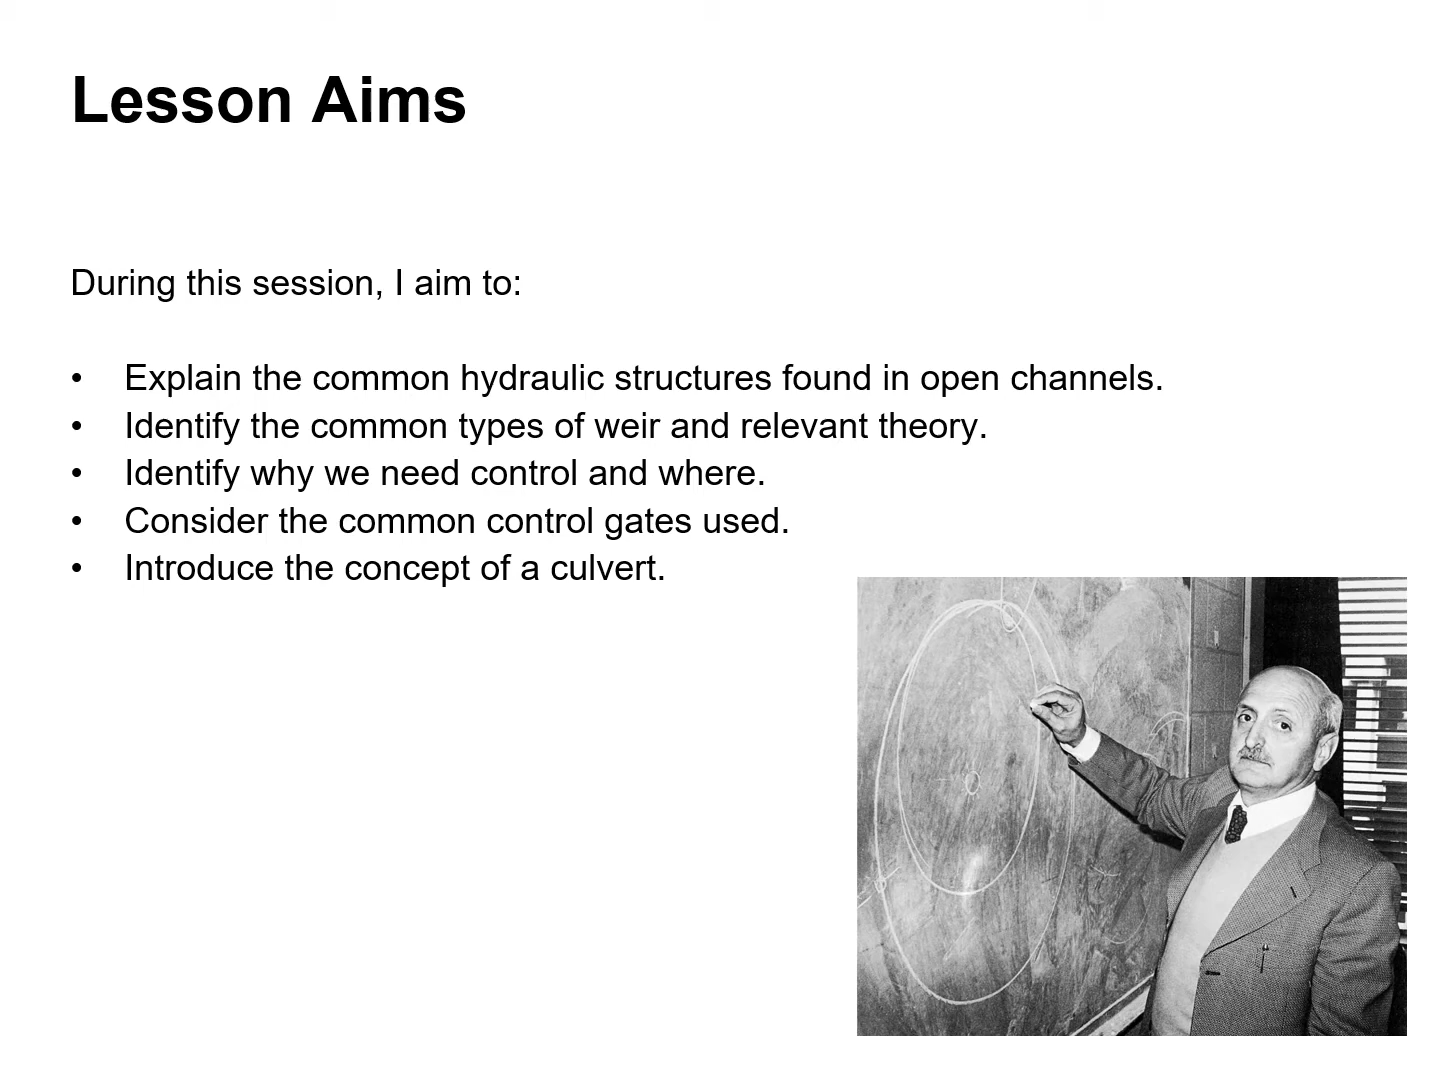 Lesson Aims
During this session, I aim to:
• Explain the common hydraulic structures found in open channels.
• Identify the common types of weir and relevant theory.
• Identify why we need control and where.
• Consider the common control gates used.
• Introduce the concept of a culvert.